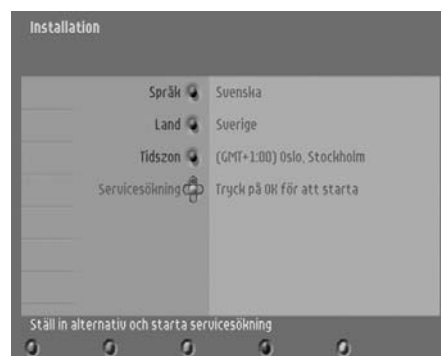 Installation
Språk Svenska
Land Sverige
Tidszon (GMT+1:00) Oslo, Stockholm
Servicesökning Tryck på OK för att starta
Ställ in alternativ och starta servicesökning